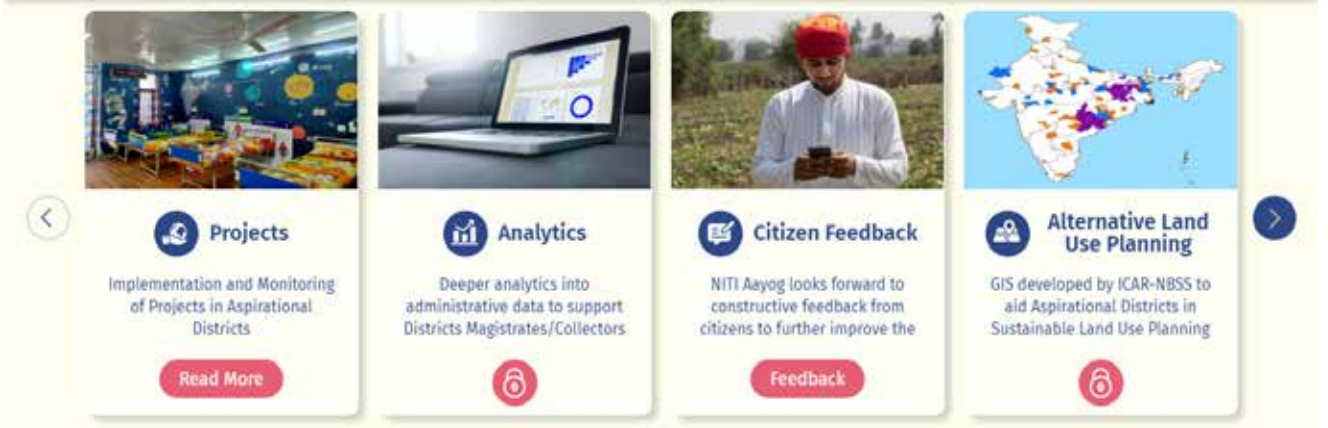 Projects
Implementation and Monitoring
of Projects in Aspirational
Districts
Read More
Analytics
Deeper analytics into
administrative data to support
Districts Magistrates/Collectors
Citizen Feedback
NITI Aayog looks forward to
constructive feedback from
citizens to further improve the
Feedback
Alternative Land
Use Planning
GIS developed by ICAR-NBSS to
aid Aspirational Districts in
Sustainable Land Use Planning